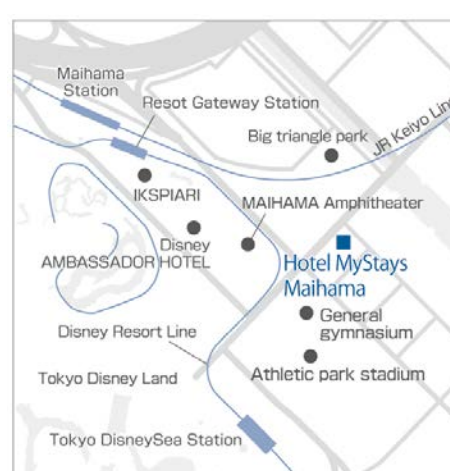 Maihama
Station
Resot Gateway Station
Big triangle park
JR Keiyo Line
IKSPIARI
MAIHAMA Amphitheater
Disney
AMBASSADOR HOTEL
Hotel MyStays
Maihama
General
gymnasium
Disney Resort Line
Athletic park stadium
Tokyo Disney Land
Tokyo DisneySea Station